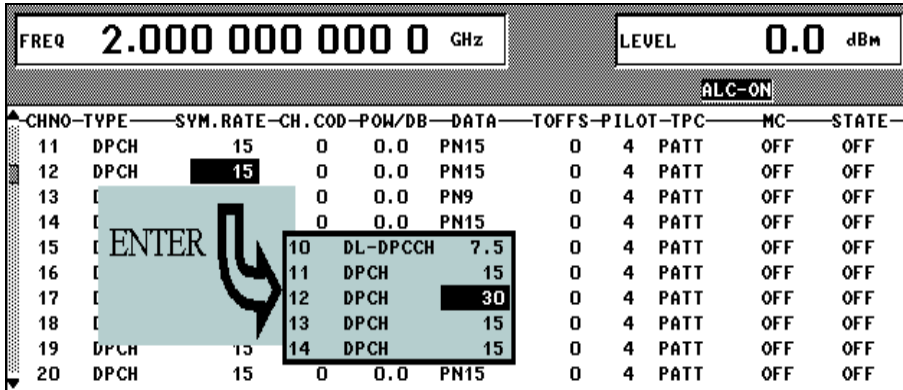 FREQ 2.000 000 000 0 GHz LEVEL 0.0 dBm
ALC-ON
CHNO TYPE SYM.RATE CH.COD POW/DB DATA TOFFS PILOT TPC MC STATE
11 DPCH 15 0 0.0 PN15 0 4 PATT OFF OFF
12 DPCH 15 0 0.0 PN15 0 4 PATT OFF OFF
13 0 0.0 PN9 0 4 PATT OFF OFF
14 0 0.0 PN15 0 4 PATT OFF OFF
15 0 4 PATT OFF OFF
16 0 4 PATT OFF OFF
17 0 4 PATT OFF OFF
18 0 4 PATT OFF OFF
19 DPCH 15 0 4 PATT OFF OFF
20 DPCH 15 0 0.0 PN15 0 4 PATT OFF OFF
ENTER
10 DL-DPCCH 7.5
11 DPCH 15
12 DPCH 30
13 DPCH 15
14 DPCH 15